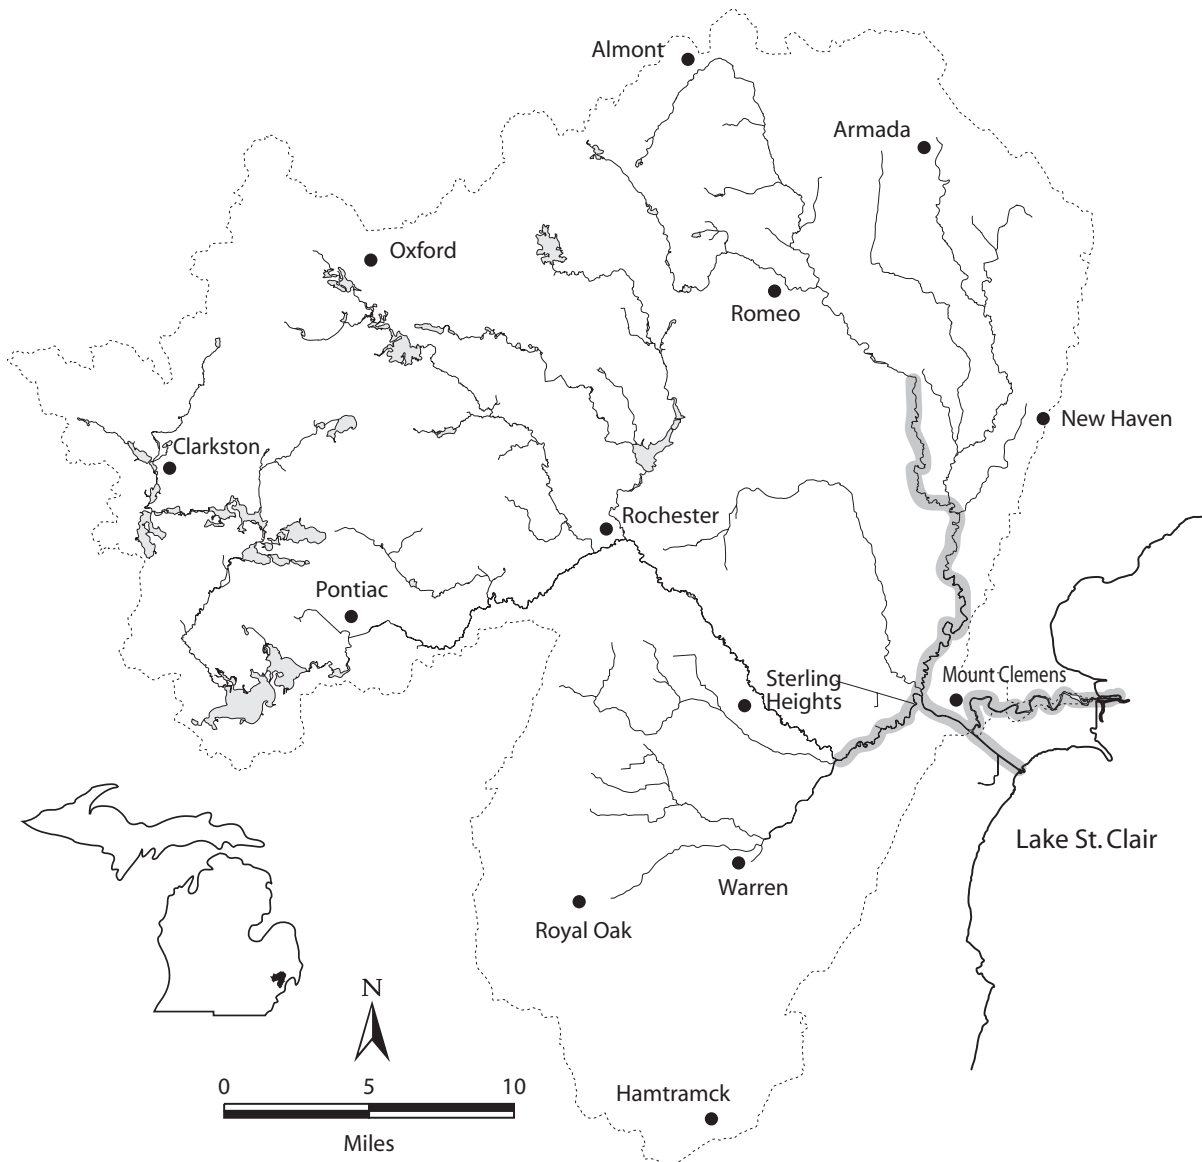 Almont
Armada
Oxford
Romeo
New Haven
Clarkston
Rochester
Pontiac
Sterling
Heights
Mount Clemens
Lake St. Clair
Warren
Royal Oak
N
0 5 10
Miles
Hamtramck